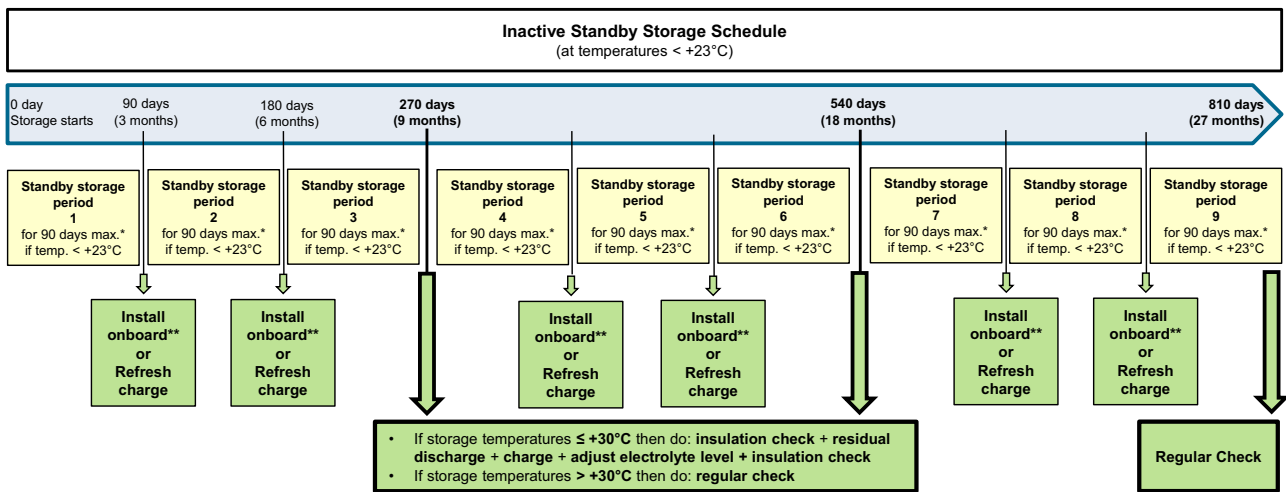 Inactive Standby Storage Schedule
(at temperatures < +23°C)
0 day
Storage starts
90 days
(3 months)
180 days
(6 months)
270 days
(9 months)
540 days
(18 months)
810 days
(27 months)
Standby storage
period
1
for 90 days max.*
if temp. < +23°C
Standby storage
period
2
for 90 days max.*
if temp. < +23°C
Standby storage
period
3
for 90 days max.*
if temp. < +23°C
Standby storage
period
4
for 90 days max.*
if temp. < +23°C
Standby storage
period
5
for 90 days max.*
if temp. < +23°C
Standby storage
period
6
for 90 days max.*
if temp. < +23°C
Standby storage
period
7
for 90 days max.*
if temp. < +23°C
Standby storage
period
8
for 90 days max.*
if temp. < +23°C
Standby storage
period
9
for 90 days max.*
if temp. < +23°C
Install
onboard**
or
Refresh
charge
Install
onboard**
or
Refresh
charge
Install
onboard**
or
Refresh
charge
Install
onboard**
or
Refresh
charge
Install
onboard**
or
Refresh
charge
Install
onboard**
or
Refresh
charge
• If storage temperatures ≤ +30°C then do: insulation check + residual
discharge + charge + adjust electrolyte level + insulation check
• If storage temperatures > +30°C then do: regular check
Regular Check